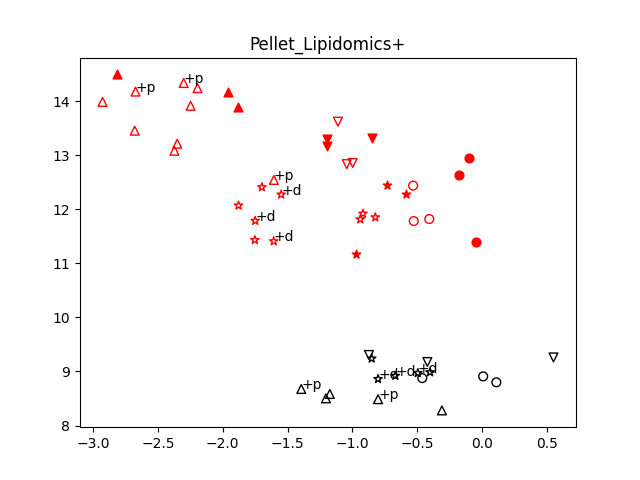 Pellet_Lipidomics+
14
13
12
11
10
9
8
+p
+p
+p
+d
+d
+d
+d
+d
+d
+p
+p
−3.0 −2.5 −2.0 −1.5 −1.0 −0.5 0.0 0.5